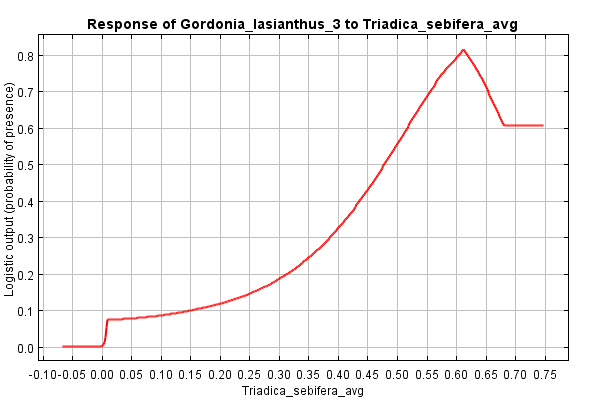 Response of Gordonia_lasianthus_3 to Triadica_sebifera_avg
Logistic output (probability of presence)
0.8
0.7
0.6
0.5
0.4
0.3
0.2
0.1
0.0
-0.10 -0.05 0.00 0.05 0.10 0.15 0.20 0.25 0.30 0.35 0.40 0.45 0.50 0.55 0.60 0.65 0.70 0.75
Triadica_sebifera_avg